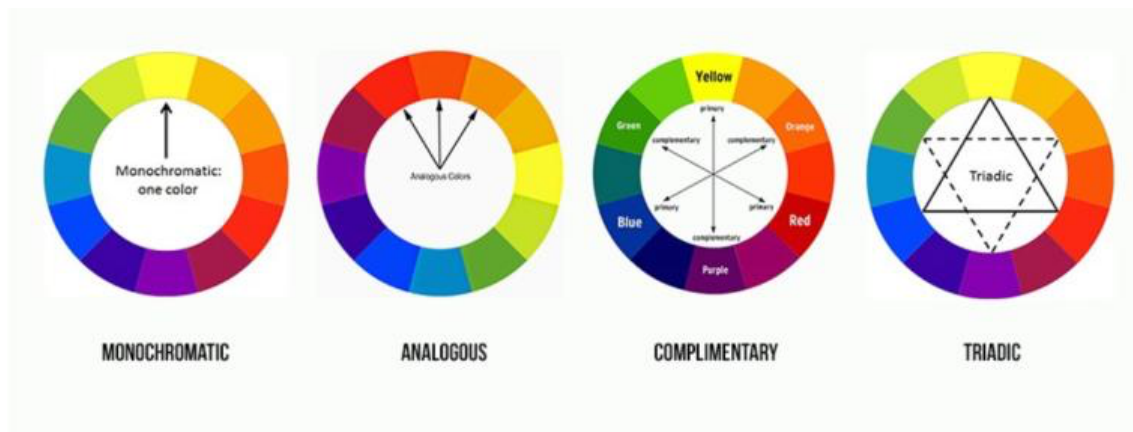 Monochromatic:
one color
MONOCHROMATIC
Analogous Colors
ANALOGOUS
Yellow
primary
Green
Orange
complementary
complementary
primary
primary
Blue
Red
complementary
Purple
COMPLIMENTARY
Triadic
TRIADIC